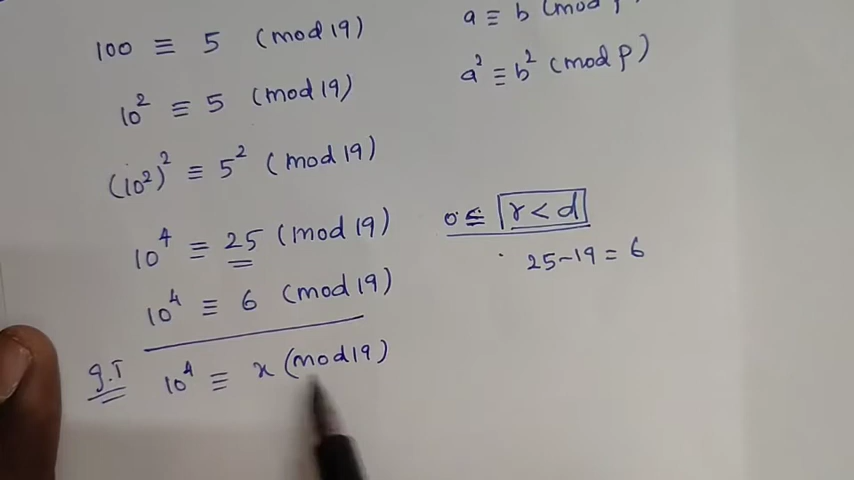 100 ≡ 5 (mod 19)
10² ≡ 5 (mod 19)
(10²)² ≡ 5² (mod 19)
10⁴ ≡ 25 (mod 19)
10⁴ ≡ 6 (mod 19)
g.T 10⁴ ≡ x (mod 19)
a ≡ b (mod p
a² ≡ b² (mod p)
0 ≤ r < d
25-19 = 6